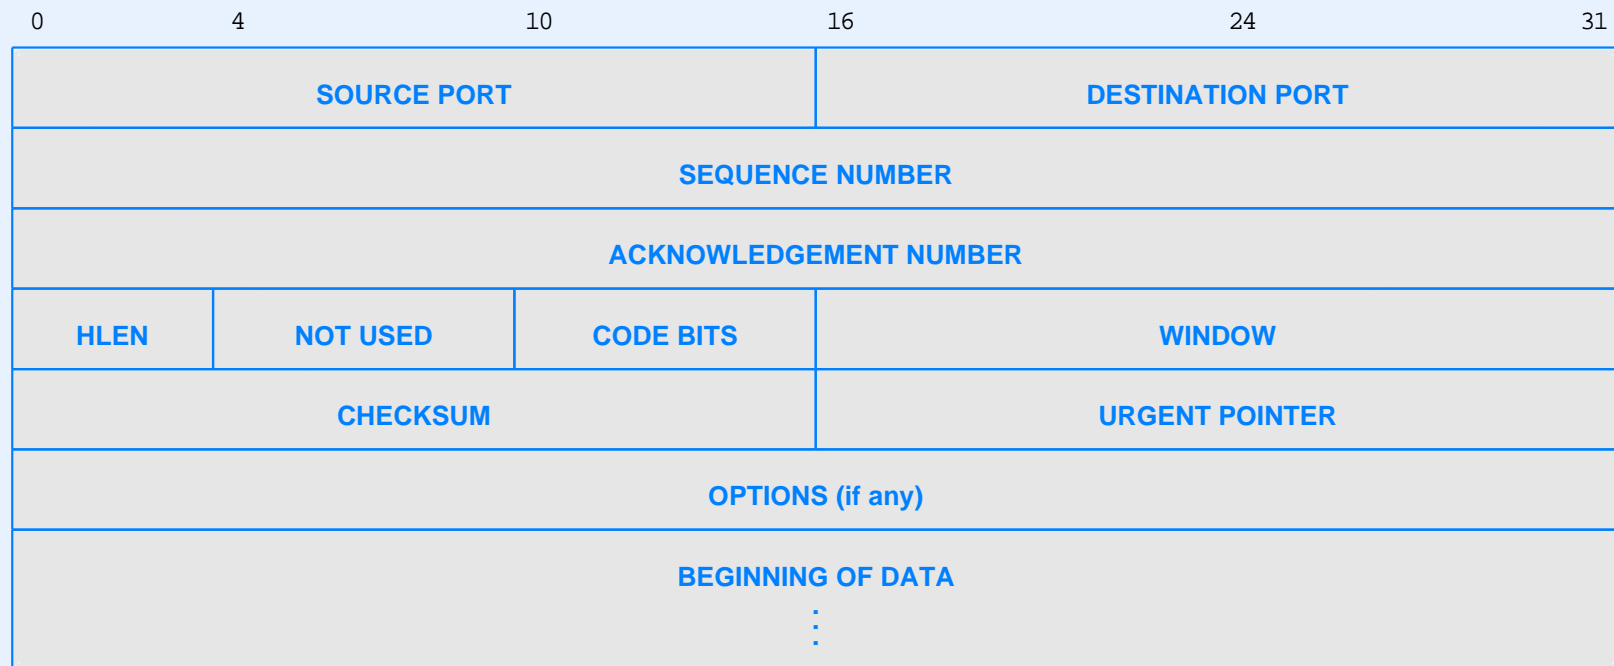 0 4 10 16 24 31
SOURCE PORT DESTINATION PORT
SEQUENCE NUMBER
ACKNOWLEDGEMENT NUMBER
HLEN NOT USED CODE BITS WINDOW
CHECKSUM URGENT POINTER
OPTIONS (if any)
BEGINNING OF DATA